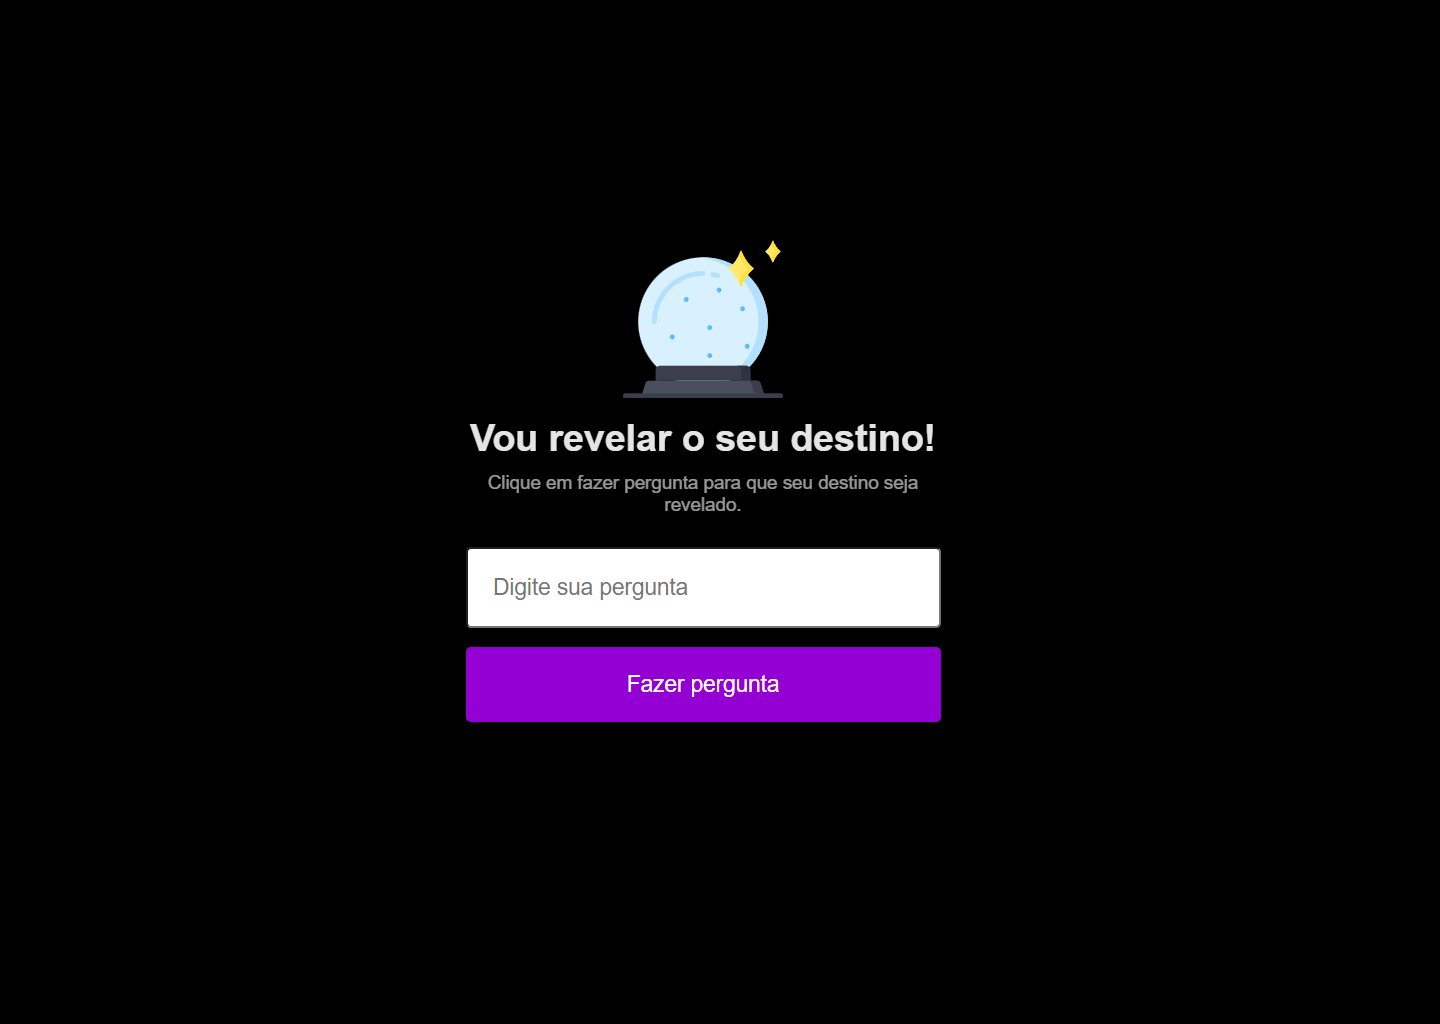 Vou revelar o seu destino!
Clique em fazer pergunta para que seu destino seja
revelado.
Digite sua pergunta
Fazer pergunta